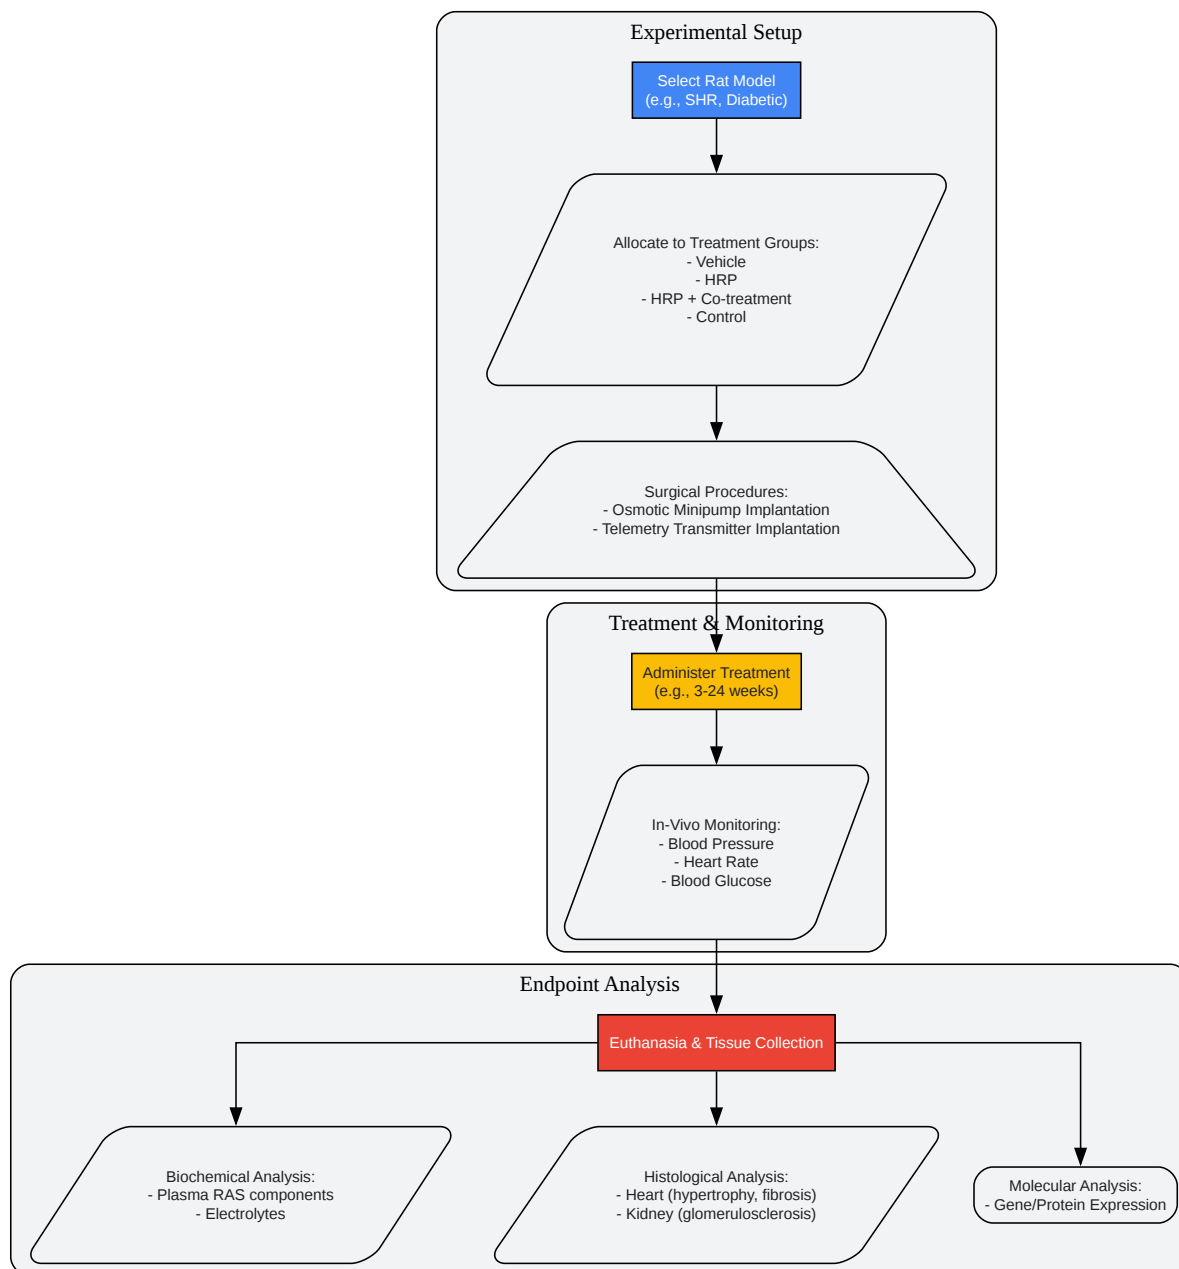 Experimental Setup
Select Rat Model
(e.g., SHR, Diabetic)
Allocate to Treatment Groups:
- Vehicle
- HRP
- HRP + Co-treatment
- Control
Surgical Procedures:
- Osmotic Minipump Implantation
- Telemetry Transmitter Implantation
Treatment & Monitoring
Administer Treatment
(e.g., 3-24 weeks)
In-Vivo Monitoring:
- Blood Pressure
- Heart Rate
- Blood Glucose
Endpoint Analysis
Euthanasia & Tissue Collection
Biochemical Analysis:
- Plasma RAS components
- Electrolytes
Histological Analysis:
- Heart (hypertrophy, fibrosis)
- Kidney (glomerulosclerosis)
Molecular Analysis:
- Gene/Protein Expression